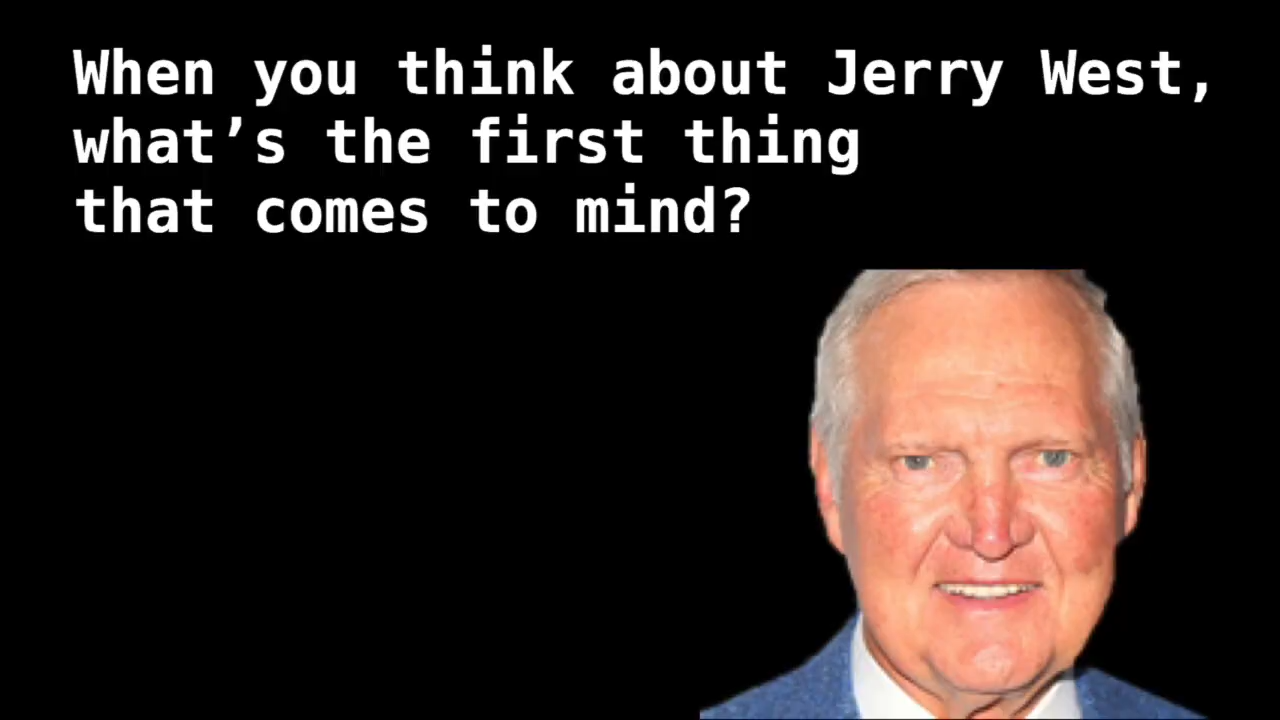 When you think about Jerry West,
what’s the first thing
that comes to mind?